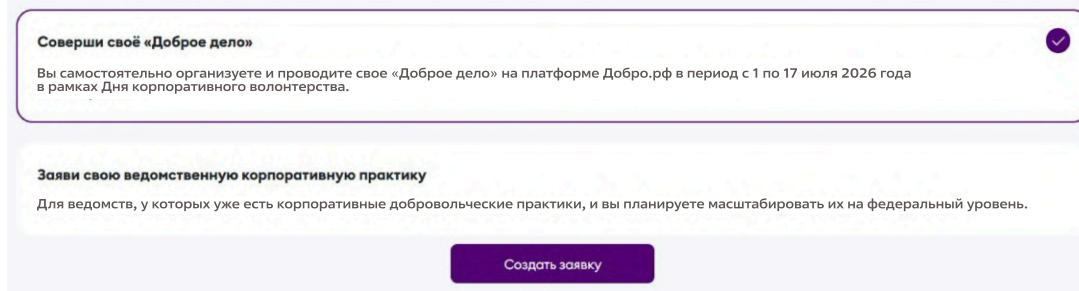 Соверши своё «Доброе дело»
Вы самостоятельно организуете и проводите свое «Доброе дело» на платформе Добро.рф в период с 1 по 17 июля 2026 года
в рамках Дня корпоративного волонтерства.
Заяви свою ведомственную корпоративную практику
Для ведомств, у которых уже есть корпоративные добровольческие практики, и вы планируете масштабировать их на федеральный уровень.
Создать заявку